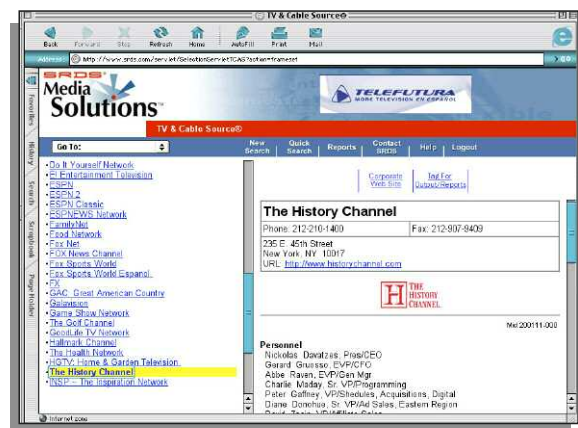 TV & Cable Source®
Back Forward Stop Refresh Home AutoFill Print Mail
Address
http://www.srds.com/servlet/SelectionServletTCAS?action=frameset
GO
Favorites
History
Search
Scrapbook
Page Holder
SRDS
Media
Solutions
TELEFUTURA
MORE TELEVISION EN ESPAÑOL
TV & Cable Source®
Go To:
New Search | Quick Search | Reports | Contact SRDS | Help | Logout
• Do It Yourself Network
• E! Entertainment Television
• ESPN
• ESPN 2
• ESPN Classic
• ESPNEWS Network
• FamilyNet
• Food Network
• Fox Net
• FOX News Channel
• Fox Sports World
• Fox Sports World Espanol
• FX
• GAC: Great American Country
• Galavision
• Game Show Network
• The Golf Channel
• GoodLife TV Network
• Hallmark Channel
• The Health Network
• HGTV: Home & Garden Television
• The History Channel
• INSP - The Inspiration Network
Corporate Web Site
Tag For Output/Reports
The History Channel
Phone: 212-210-1400 Fax: 212-907-9409
235 E. 45th Street
New York, NY 10017
URL: http://www.historychannel.com
H
THE
HISTORY
CHANNEL
Mid 200111-000
Personnel
Nickolas Davatzes, Pres/CEO
Gerard Gruosso, EVP/CFO
Abbe Raven, EVP/Gen Mgr
Charlie Maday, Sr. VP/Programming
Peter Gaffney, VP/Shedules, Acquisitions, Digital
Diane Donohue, Sr. VP/Ad Sales, Eastern Region
Internet zone